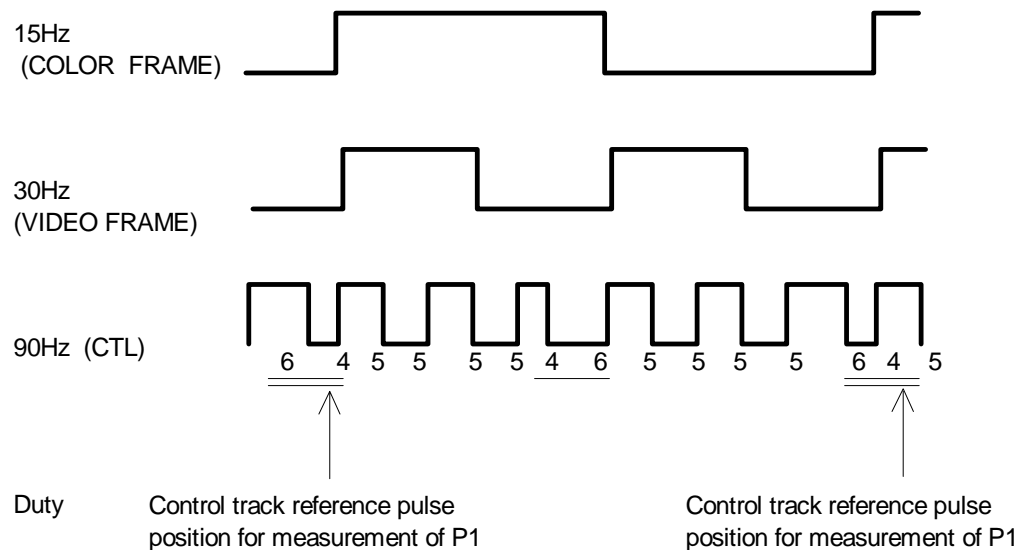 15Hz
(COLOR FRAME)
30Hz
(VIDEO FRAME)
90Hz (CTL)
6 4 5 5 5 5 4 6 5 5 5 5 6 4 5
Duty
Control track reference pulse
position for measurement of P1
Control track reference pulse
position for measurement of P1